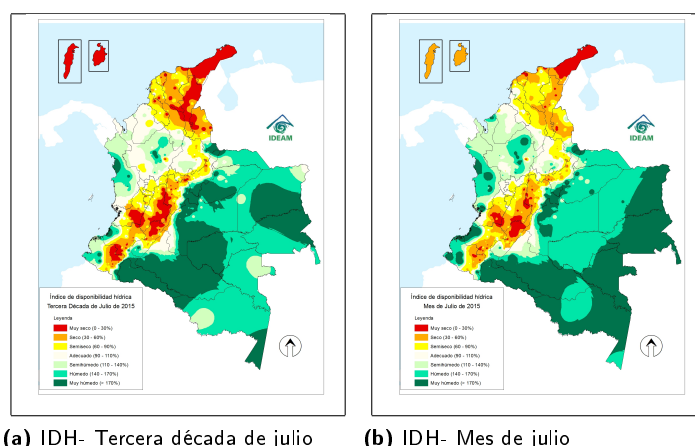 IDEAM
Índice de disponibilidad hídrica
Tercera Década de Julio de 2015
Leyenda
Muy seco (0 - 30%)
Seco (30 - 60%)
Semiseco (60 - 90%)
Adecuado (90 - 110%)
Semihúmedo (110 - 140%)
Húmedo (140 - 170%)
Muy húmedo (> 170%)
(a) IDH- Tercera década de julio
IDEAM
Índice de disponibilidad hídrica
Mes de Julio de 2015
Leyenda
Muy seco (0 - 30%)
Seco (30 - 60%)
Semiseco (60 - 90%)
Adecuado (90 - 110%)
Semihúmedo (110 - 140%)
Húmedo (140 - 170%)
Muy húmedo (> 170%)
(b) IDH- Mes de julio